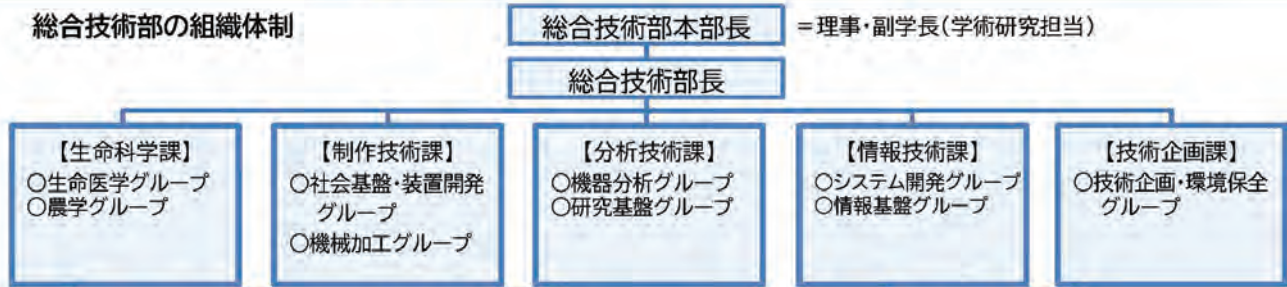 総合技術部の組織体制
総合技術部本部長
＝理事・副学長(学術研究担当)
総合技術部長
【生命科学課】
○生命医学グループ
○農学グループ
【制作技術課】
○社会基盤・装置開発
グループ
○機械加工グループ
【分析技術課】
○機器分析グループ
○研究基盤グループ
【情報技術課】
○システム開発グループ
○情報基盤グループ
【技術企画課】
○技術企画・環境保全
グループ